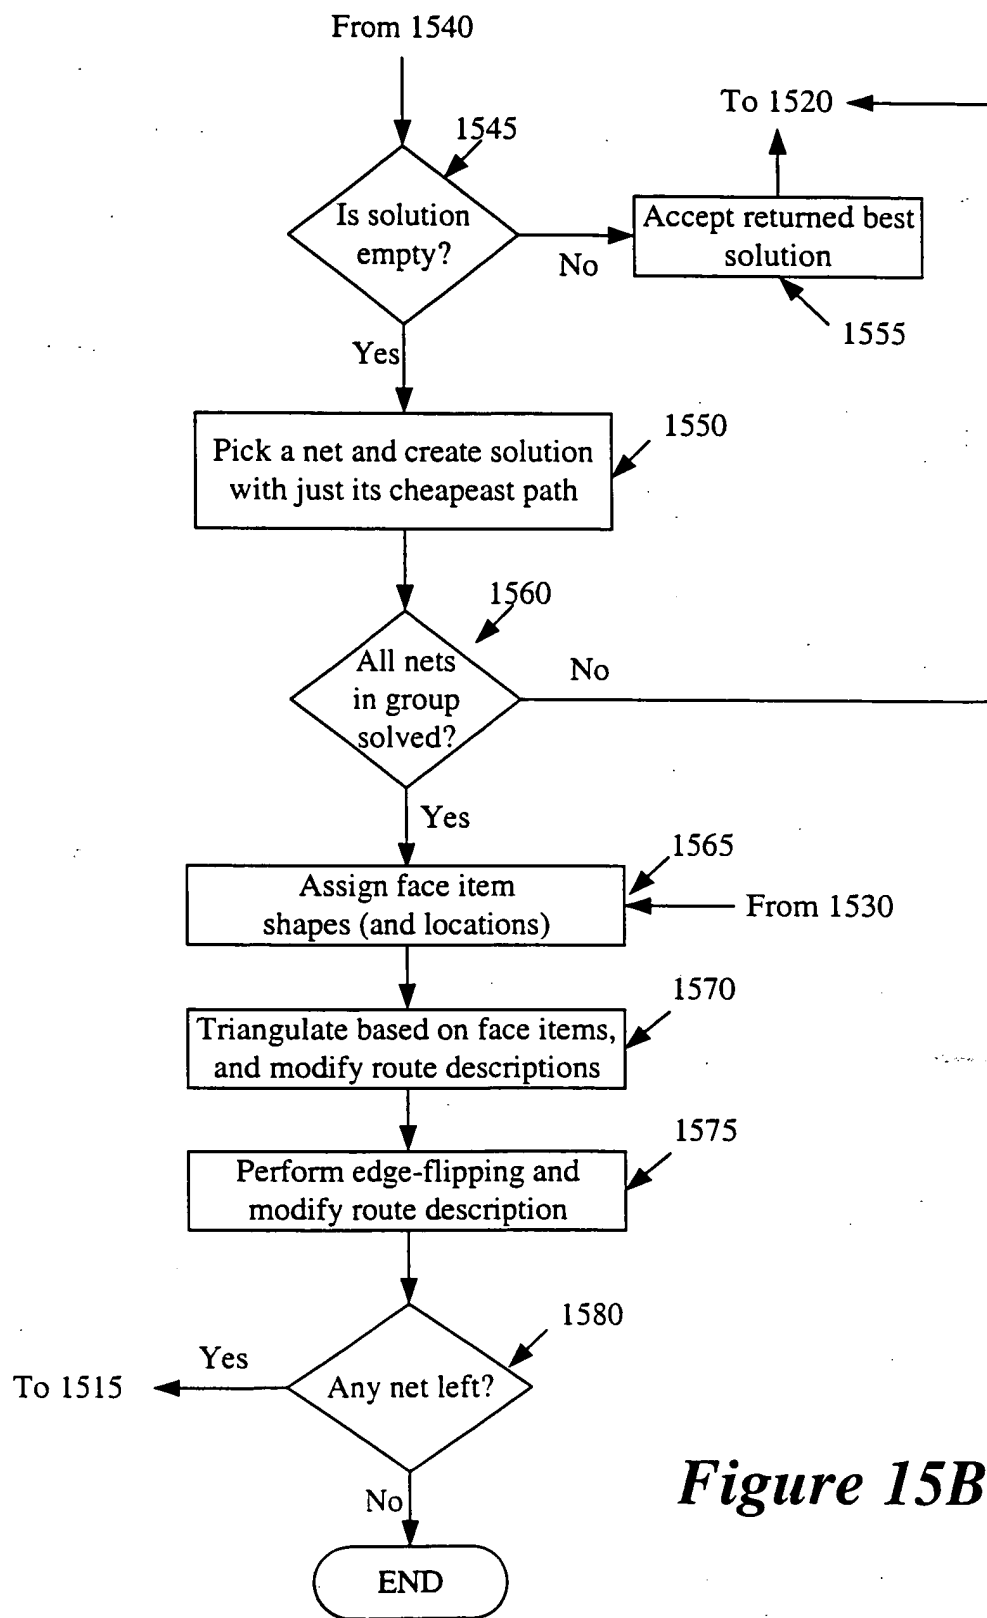 From 1540
To 1520
1545
Is solution
empty?
No
Accept returned best
solution
1555
Yes
1550
Pick a net and create solution
with just its cheapeast path
1560
All nets
in group
solved?
No
Yes
1565
Assign face item
shapes (and locations)
From 1530
1570
Triangulate based on face items,
and modify route descriptions
1575
Perform edge-flipping and
modify route description
1580
Yes
To 1515
Any net left?
No
Figure 15B
END